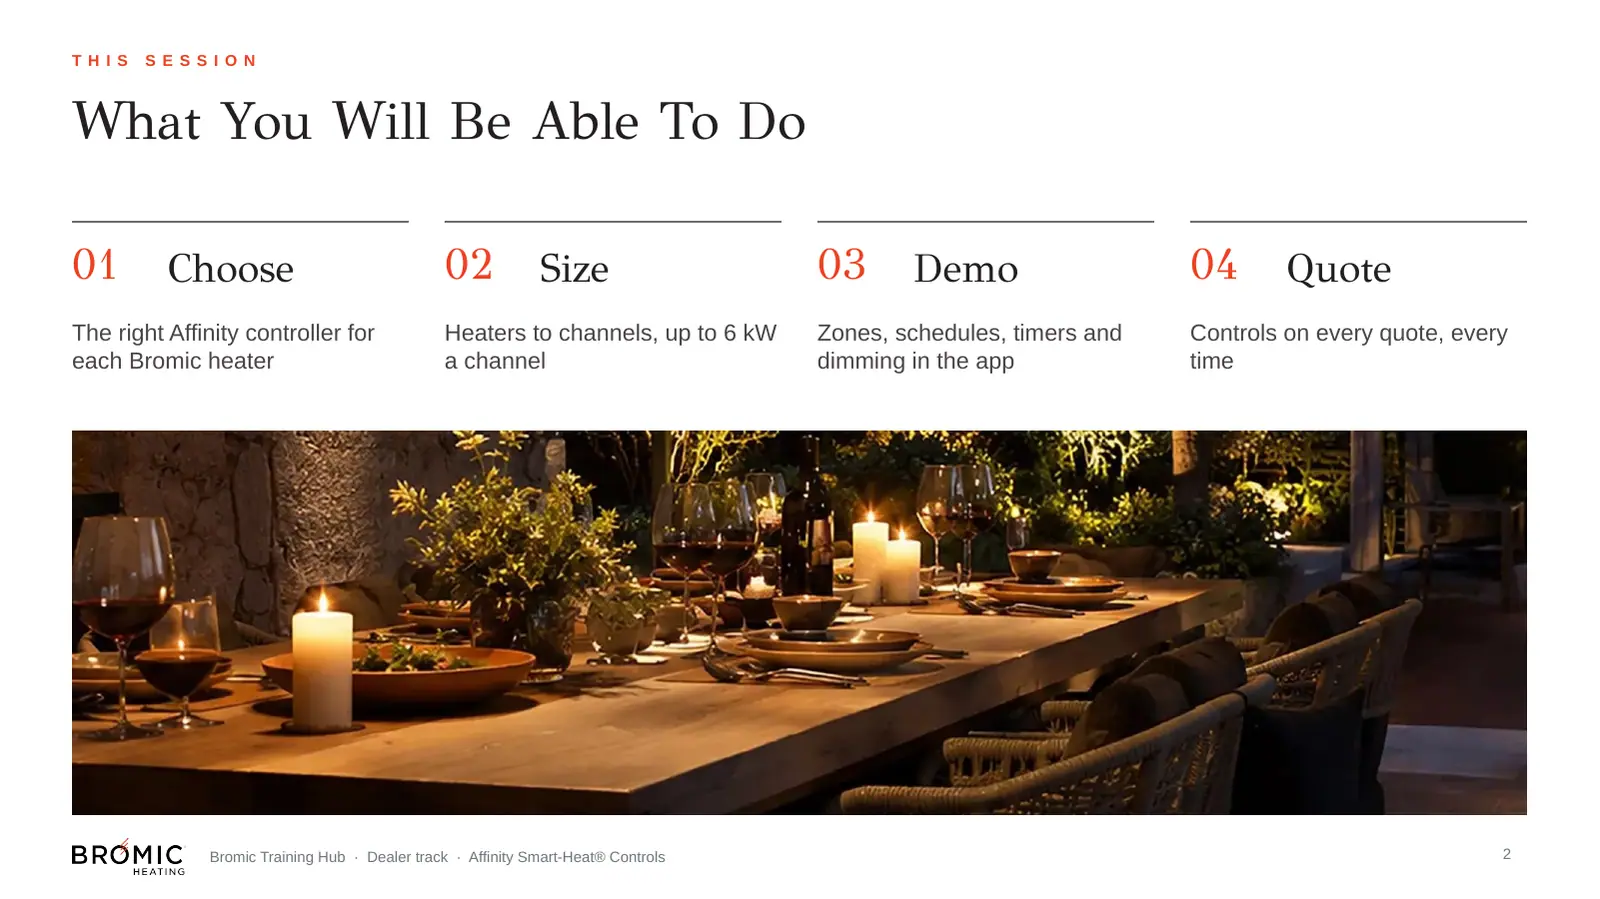 THIS SESSION
What You Will Be Able To Do
01 Choose
The right Affinity controller for
each Bromic heater
02 Size
Heaters to channels, up to 6 kW
a channel
03 Demo
Zones, schedules, timers and
dimming in the app
04 Quote
Controls on every quote, every
time
BROMIC
HEATING
Bromic Training Hub · Dealer track · Affinity Smart-Heat® Controls
2